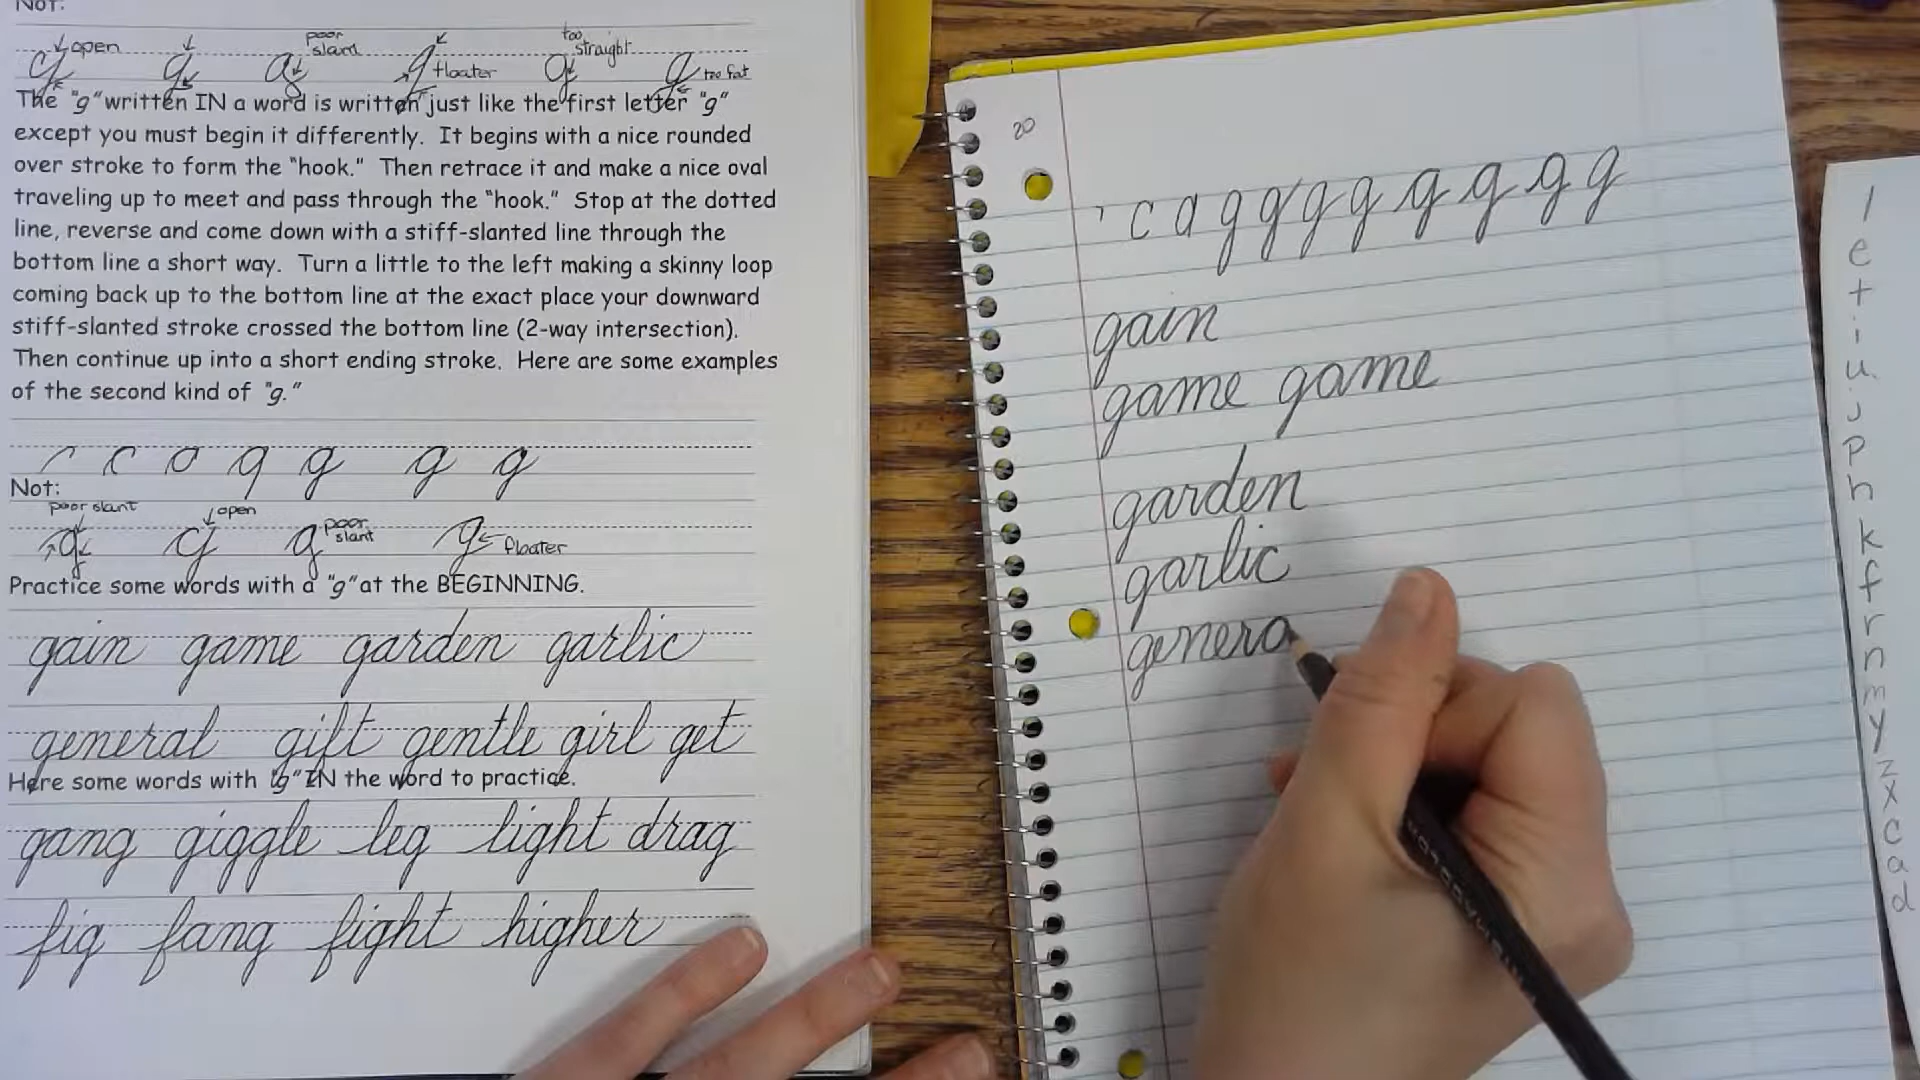 Not:
open poor slant floater too straight too fat
g g g g g g
The "g" written IN a word is written just like the first letter "g"
except you must begin it differently. It begins with a nice rounded
over stroke to form the "hook." Then retrace it and make a nice oval
traveling up to meet and pass through the "hook." Stop at the dotted
line, reverse and come down with a stiff-slanted line through the
bottom line a short way. Turn a little to the left making a skinny loop
coming back up to the bottom line at the exact place your downward
stiff-slanted stroke crossed the bottom line (2-way intersection).
Then continue up into a short ending stroke. Here are some examples
of the second kind of "g."
c o g g g g
Not:
poor slant open poor slant floater
g g g g
Practice some words with a "g" at the BEGINNING.
gain game garden garlic
general gift gentle girl get
Here some words with "g" IN the word to practice.
gang giggle leg light drag
fig fang fight higher
20
c a g g g g g g g g
gain
game game
garden
garlic
genera
l
e
t
i
u
j
p
h
k
f
r
n
m
y
z
x
c
a
d